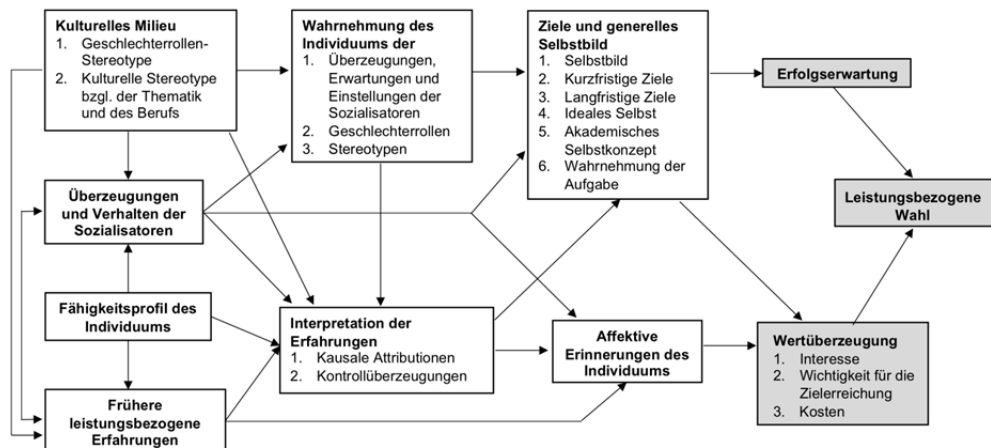 Kulturelles Milieu
1. Geschlechterrollen-
Stereotype
2. Kulturelle Stereotype
bzgl. der Thematik
und des Berufs
Wahrnehmung des
Individuums der
1. Überzeugungen,
Erwartungen und
Einstellungen der
Sozialisatoren
2. Geschlechterrollen
3. Stereotypen
Ziele und generelles
Selbstbild
1. Selbstbild
2. Kurzfristige Ziele
3. Langfristige Ziele
4. Ideales Selbst
5. Akademisches
Selbstkonzept
6. Wahrnehmung der
Aufgabe
Erfolgserwartung
Überzeugungen
und Verhalten der
Sozialisatoren
Leistungsbezogene
Wahl
Fähigkeitsprofil des
Individuums
Interpretation der
Erfahrungen
1. Kausale Attributionen
2. Kontrollüberzeugungen
Affektive
Erinnerungen des
Individuums
Wertüberzeugung
1. Interesse
2. Wichtigkeit für die
Zielerreichung
3. Kosten
Frühere
leistungsbezogene
Erfahrungen